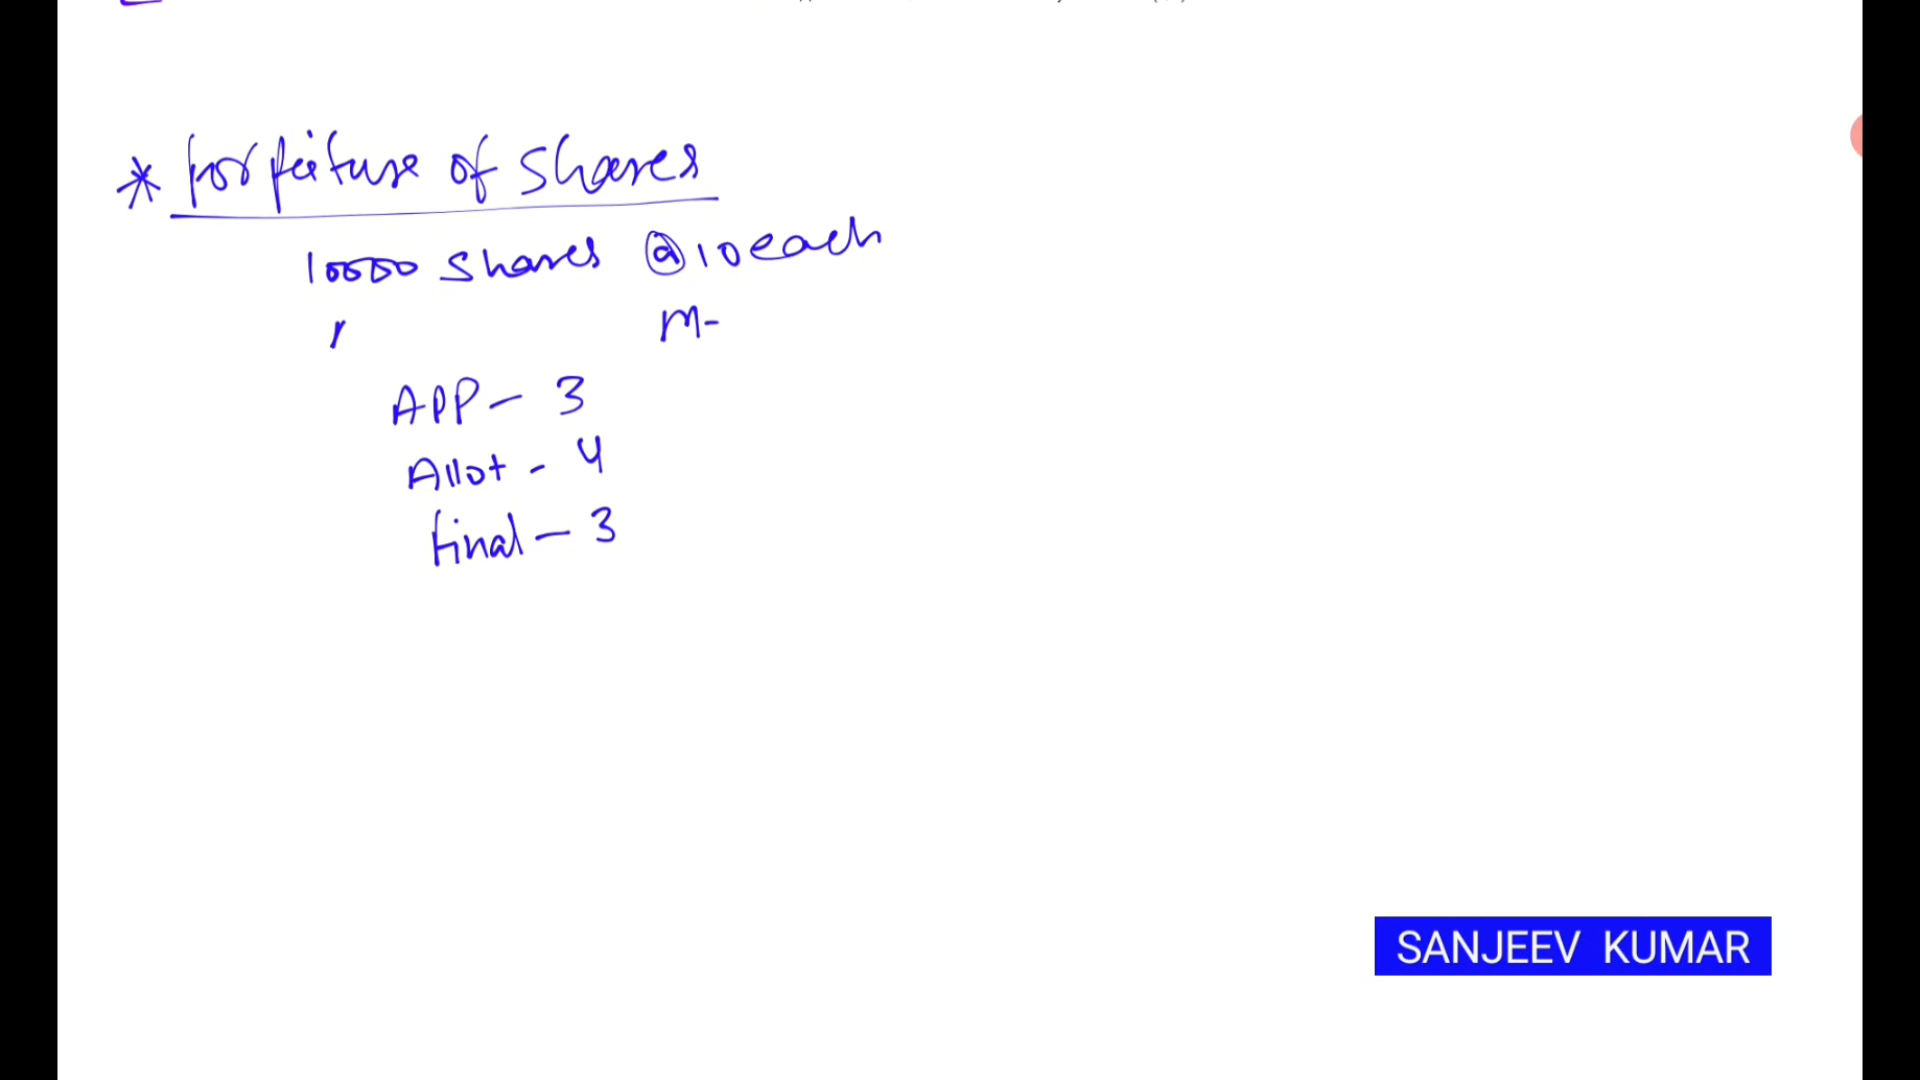 * Forfeiture of shares
10000 shares @10 each
M-
APP - 3
Allot - 4
Final - 3
SANJEEV KUMAR